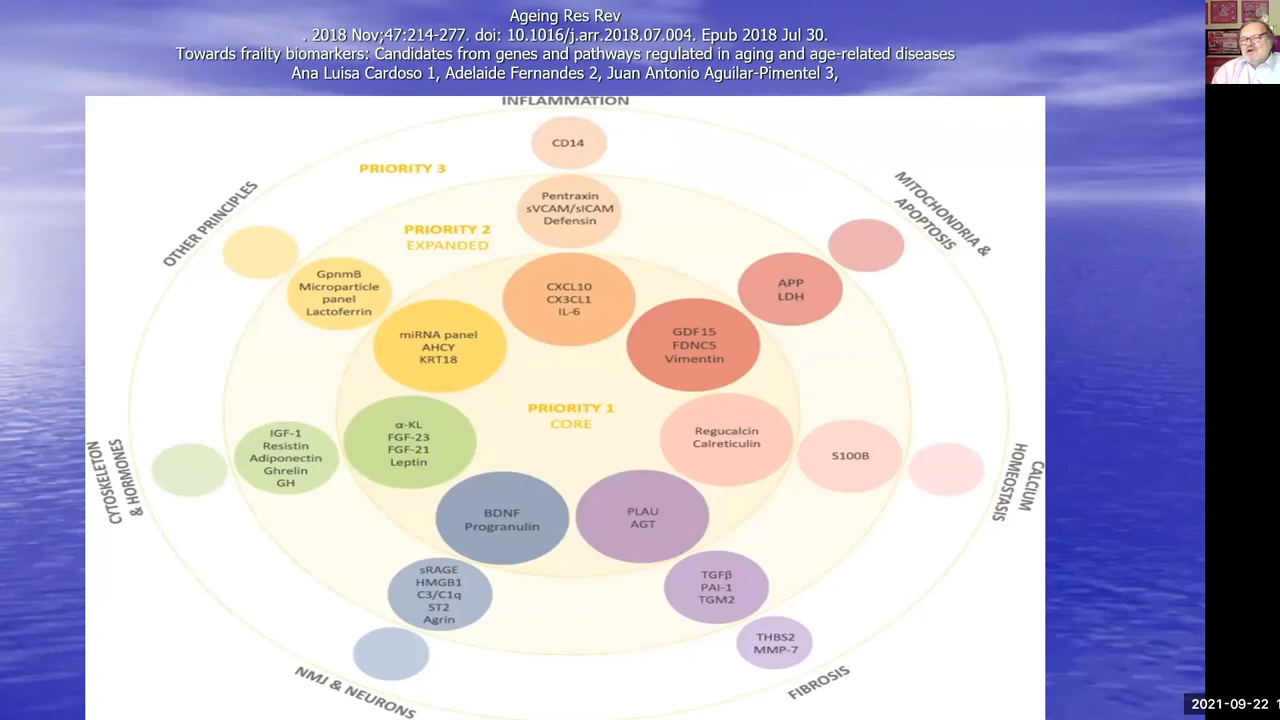 Ageing Res Rev
. 2018 Nov;47:214-277. doi: 10.1016/j.arr.2018.07.004. Epub 2018 Jul 30.
Towards frailty biomarkers: Candidates from genes and pathways regulated in aging and age-related diseases
Ana Luisa Cardoso 1, Adelaide Fernandes 2, Juan Antonio Aguilar-Pimentel 3,
INFLAMMATION
CD14
PRIORITY 3
Pentraxin
sVCAM/sICAM
Defensin
PRIORITY 2
EXPANDED
OTHER PRINCIPLES
MITOCHONDRIA &
APOPTOSIS
GpnmB
Microparticle
panel
Lactoferrin
CXCL10
CX3CL1
IL-6
APP
LDH
miRNA panel
AHCY
KRT18
GDF15
FDNC5
Vimentin
PRIORITY 1
CORE
α-KL
FGF-23
FGF-21
Leptin
Regucalcin
Calreticulin
IGF-1
Resistin
Adiponectin
Ghrelin
GH
S100B
CYTOSKELETON
& HORMONES
CALCIUM
HOMEOSTASIS
BDNF
Progranulin
PLAU
AGT
sRAGE
HMGB1
C3/C1q
ST2
Agrin
TGFβ
PAI-1
TGM2
THBS2
MMP-7
NMJ & NEURONS
FIBROSIS
2021-09-22